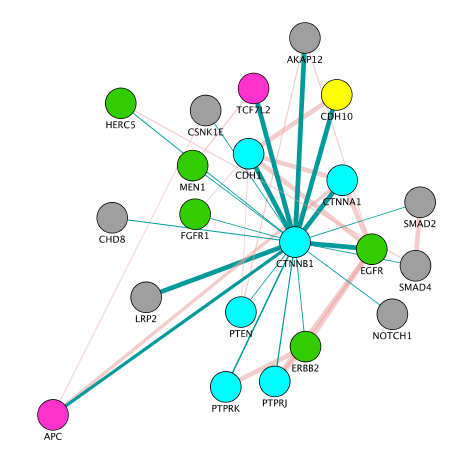 AKAP12
TCF7L2
CDH10
HERC5
CSNK1E
CDH1
MEN1
CTNNA1
SMAD2
FGFR1
CHD8
CTNNB1
EGFR
SMAD4
LRP2
PTEN
NOTCH1
ERBB2
PTPRK
PTPRJ
APC